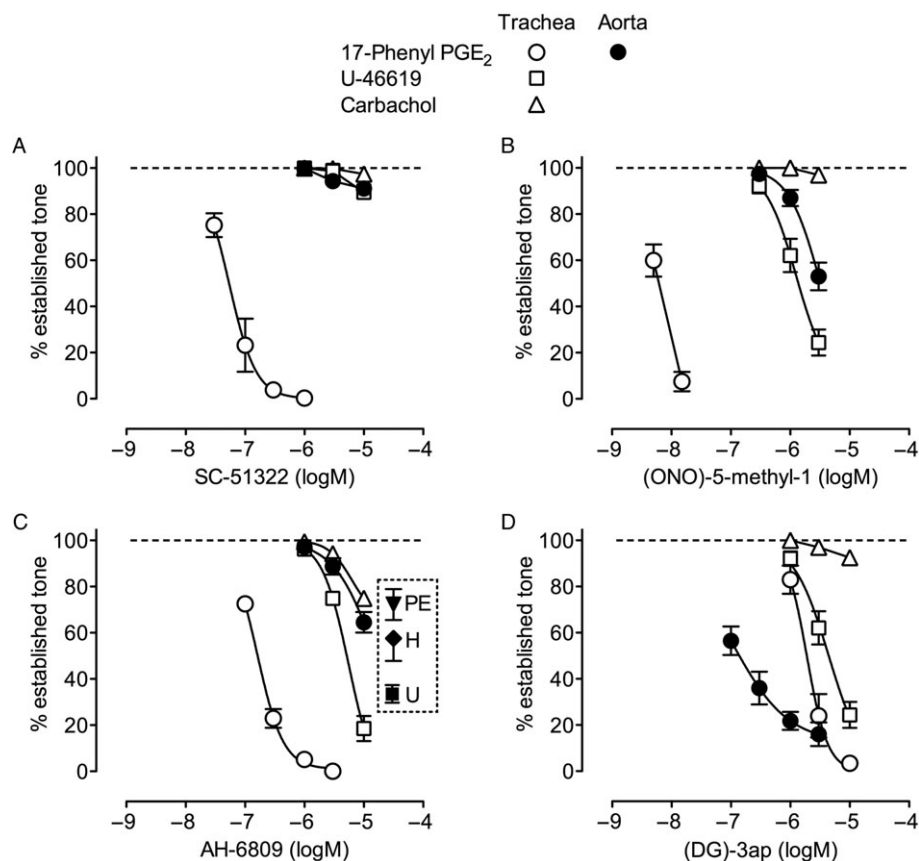 Trachea Aorta
17-Phenyl PGE2
U-46619
Carbachol
A
100
80
60
40
20
0
% established tone
−9 −8 −7 −6 −5 −4
SC-51322 (logM)
B
100
80
60
40
20
0
% established tone
−9 −8 −7 −6 −5 −4
(ONO)-5-methyl-1 (logM)
C
100
80
60
40
20
0
% established tone
PE
H
U
−9 −8 −7 −6 −5 −4
AH-6809 (logM)
D
100
80
60
40
20
0
% established tone
−9 −8 −7 −6 −5 −4
(DG)-3ap (logM)